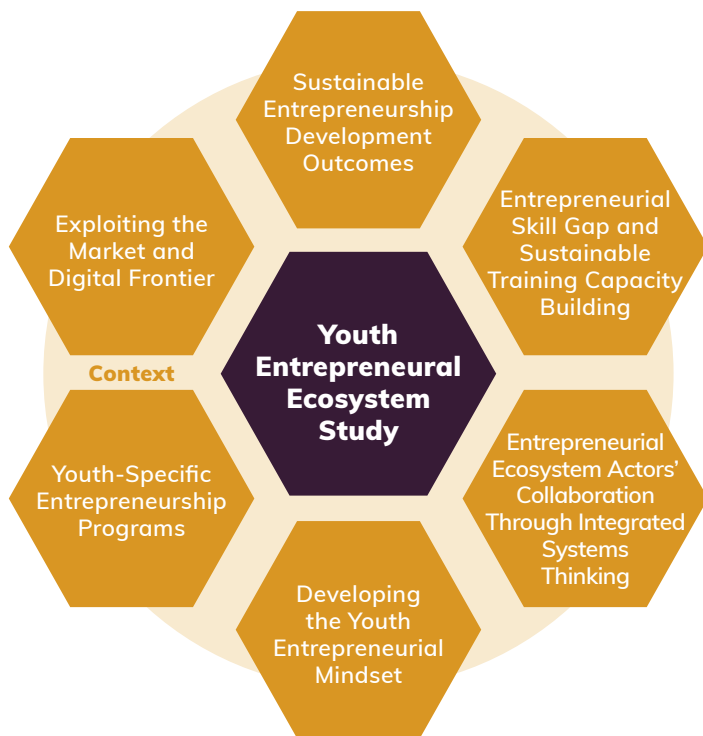 Sustainable
Entrepreneurship
Development
Outcomes
Entrepreneurial
Skill Gap and
Sustainable
Training Capacity
Building
Exploiting the
Market and
Digital Frontier
Youth
Entrepreneural
Ecosystem
Study
Context
Entrepreneurial
Ecosystem Actors’
Collaboration
Through Integrated
Systems
Thinking
Youth-Specific
Entrepreneurship
Programs
Developing
the Youth
Entrepreneurial
Mindset